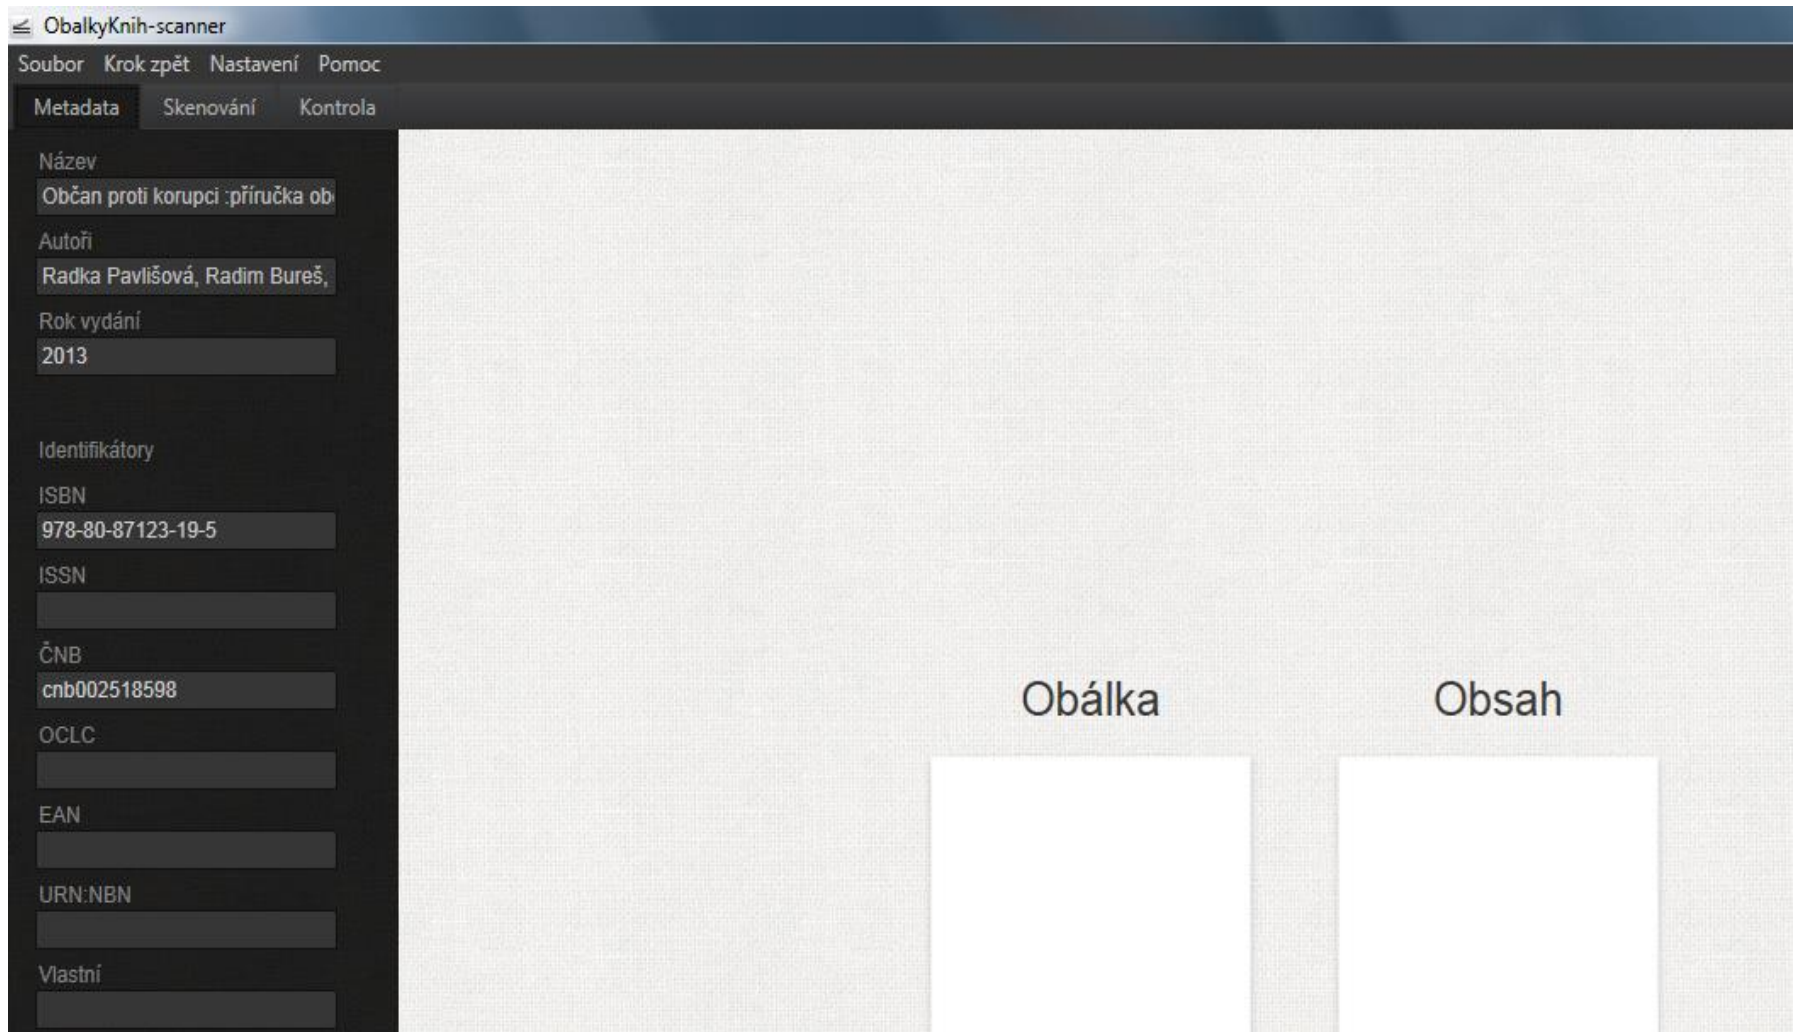 ObalkyKnih-scanner
Soubor Krok zpět Nastavení Pomoc
Metadata Skenování Kontrola
Název
Občan proti korupci :příručka ob
Autoři
Radka Pavlišová, Radim Bureš,
Rok vydání
2013
Identifikátory
ISBN
978-80-87123-19-5
ISSN
ČNB
cnb002518598
OCLC
EAN
URN:NBN
Vlastní
Obálka
Obsah